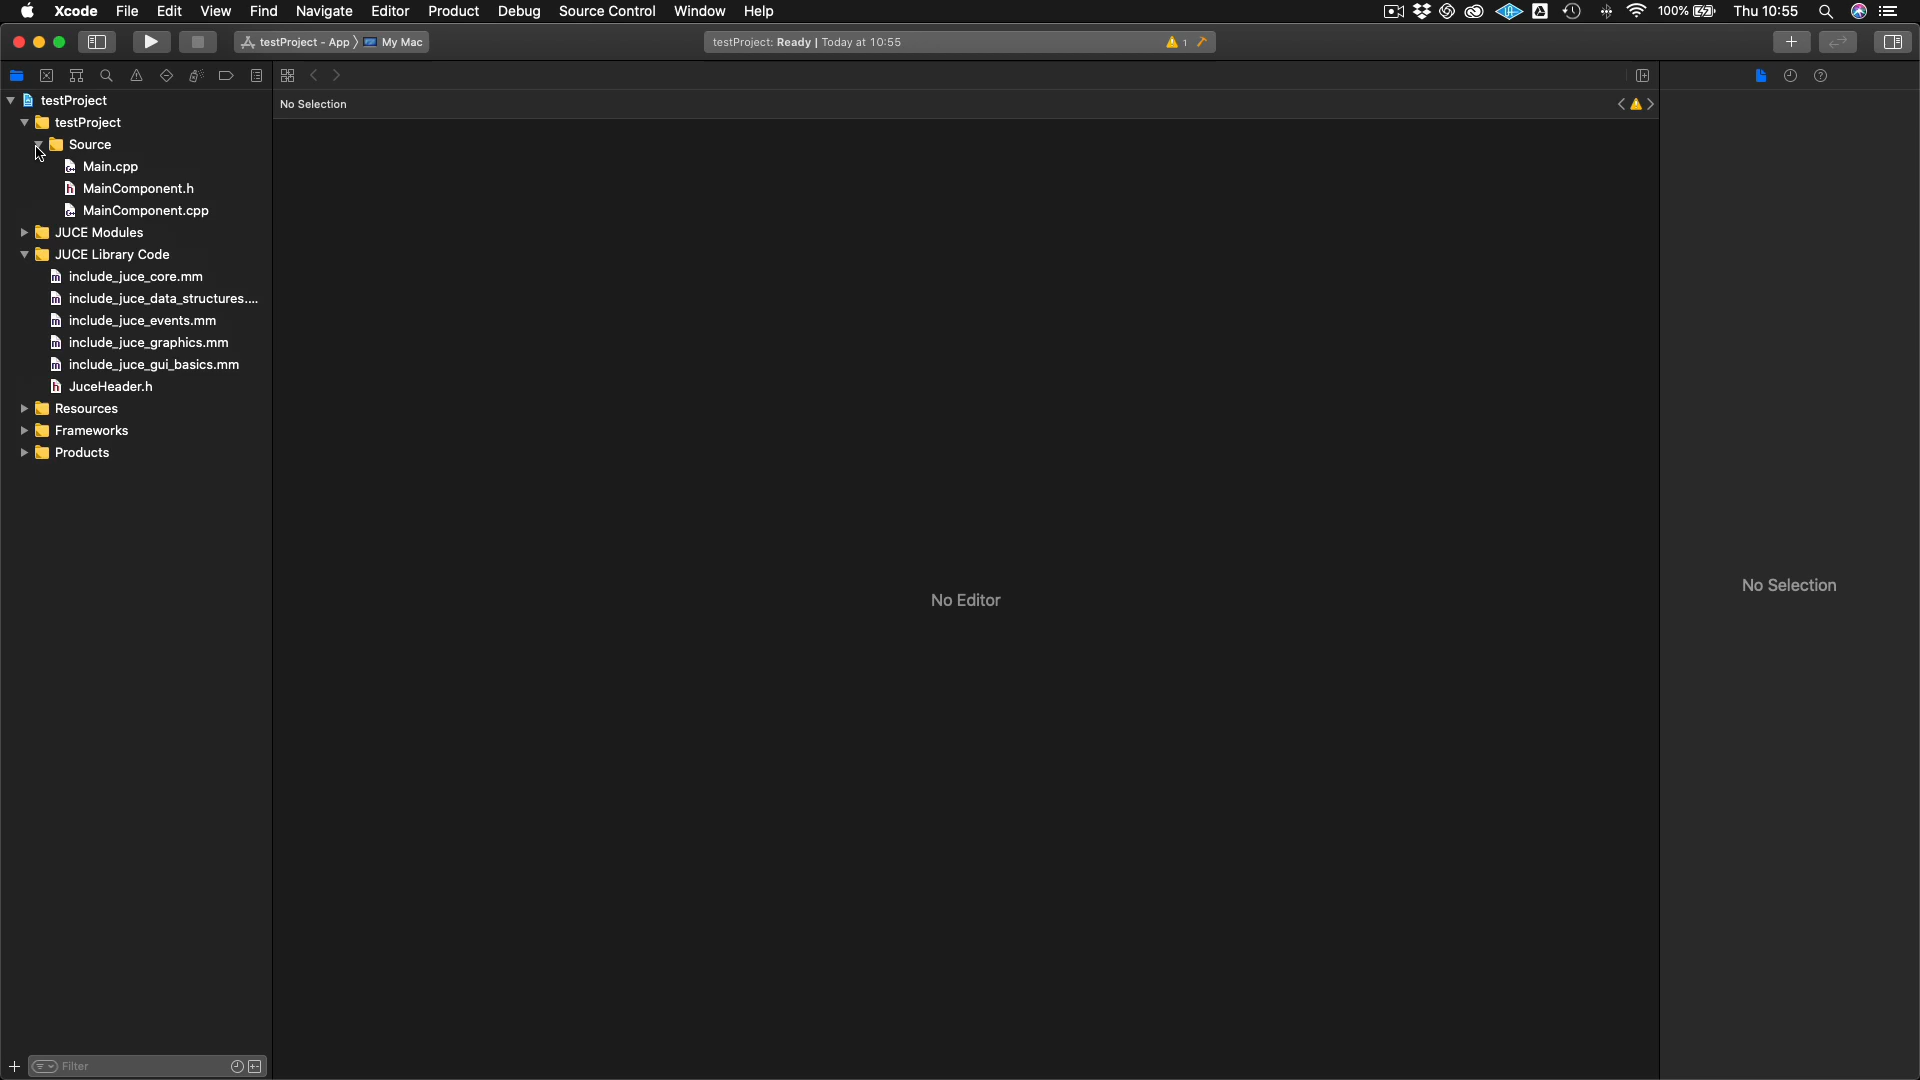 Xcode File Edit View Find Navigate Editor Product Debug Source Control Window Help 100% Thu 10:55
testProject - App My Mac testProject: Ready | Today at 10:55 1
testProject
No Selection
testProject
Source
Main.cpp
MainComponent.h
MainComponent.cpp
JUCE Modules
JUCE Library Code
include_juce_core.mm
include_juce_data_structures....
include_juce_events.mm
include_juce_graphics.mm
include_juce_gui_basics.mm
JuceHeader.h
Resources
Frameworks
Products
No Editor
No Selection
Filter